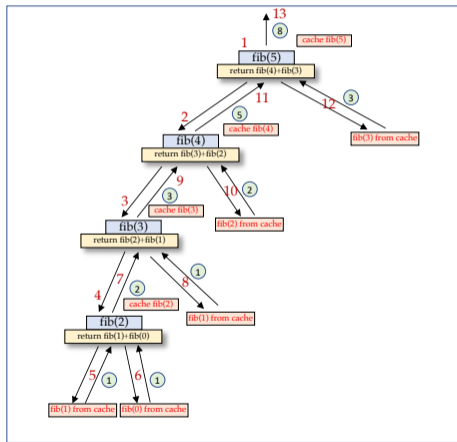 13
8
cache fib(5)
1
fib(5)
return fib(4)+fib(3)
11
3
12
2
5
cache fib(4)
fib(3) from cache
fib(4)
return fib(3)+fib(2)
9
2
10
3
3
cache fib(3)
fib(2) from cache
fib(3)
return fib(2)+fib(1)
7
1
8
4
2
cache fib(2)
fib(1) from cache
fib(2)
return fib(1)+fib(0)
5
1
6
1
fib(1) from cache
fib(0) from cache